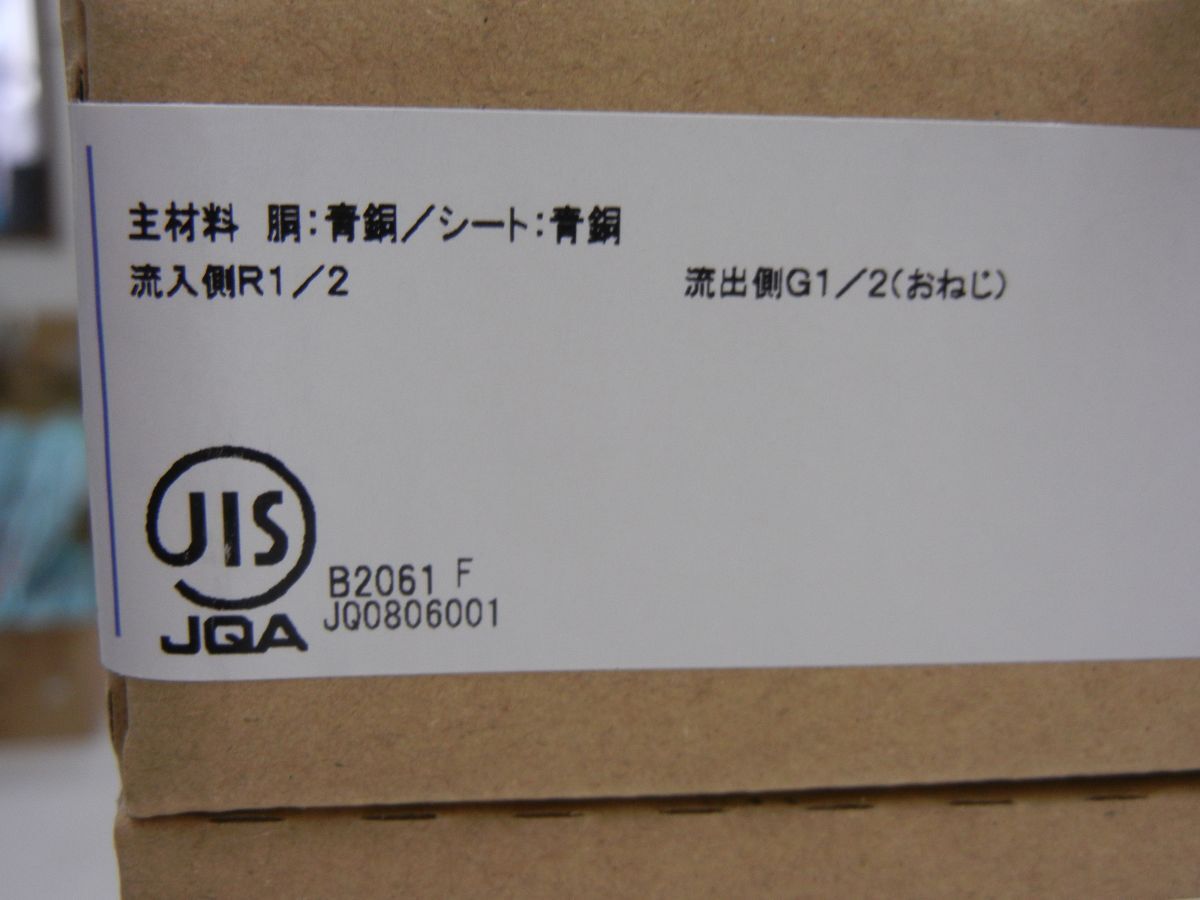 主材料 胴:青銅／シート:青銅
流入側R1／2 流出側G1／2(おねじ)
JIS
B2061 F
JQA JQ0806001